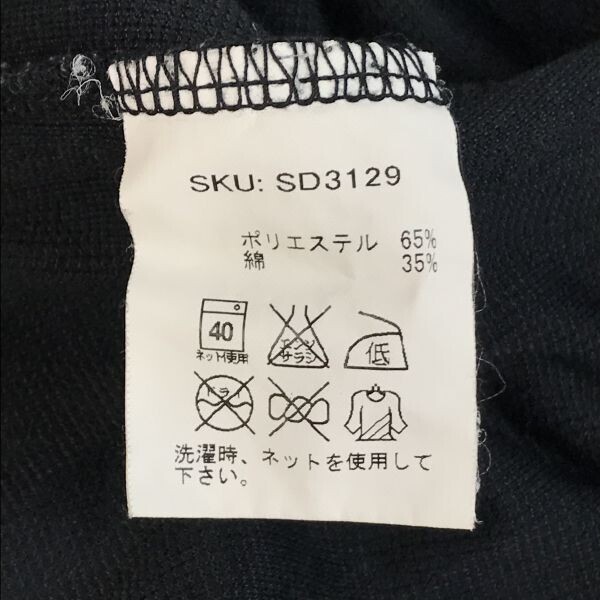 SKU: SD3129
ポリエステル 65%
綿 35%
40
ネット使用
エンソ
サラシ
低
ドライ
洗濯時、ネットを使用して
下さい。